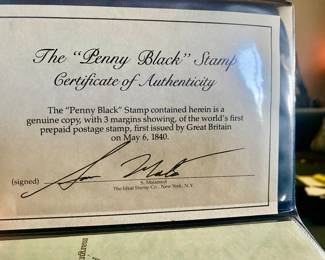 The "Penny Black" Stamp
Certificate of Authenticity
The "Penny Black" Stamp contained herein is a
genuine copy, with 3 margins showing, of the world's first
prepaid postage stamp, first issued by Great Britain
on May 6, 1840.
(signed)
The Ideal Stamp Co., New York, N.Y.